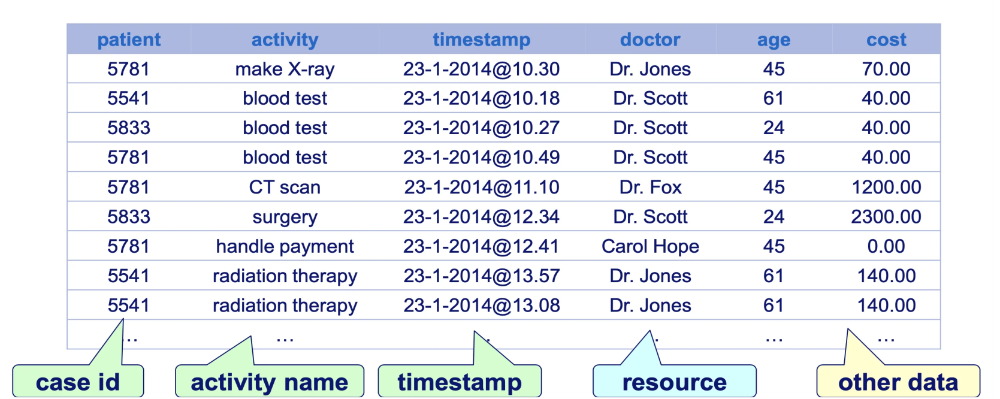 patient activity timestamp doctor age cost
5781 make X-ray 23-1-2014@10.30 Dr. Jones 45 70.00
5541 blood test 23-1-2014@10.18 Dr. Scott 61 40.00
5833 blood test 23-1-2014@10.27 Dr. Scott 24 40.00
5781 blood test 23-1-2014@10.49 Dr. Scott 45 40.00
5781 CT scan 23-1-2014@11.10 Dr. Fox 45 1200.00
5833 surgery 23-1-2014@12.34 Dr. Scott 24 2300.00
5781 handle payment 23-1-2014@12.41 Carol Hope 45 0.00
5541 radiation therapy 23-1-2014@13.57 Dr. Jones 61 140.00
5541 radiation therapy 23-1-2014@13.08 Dr. Jones 61 140.00
... ... . . ... ...
case id activity name timestamp resource other data